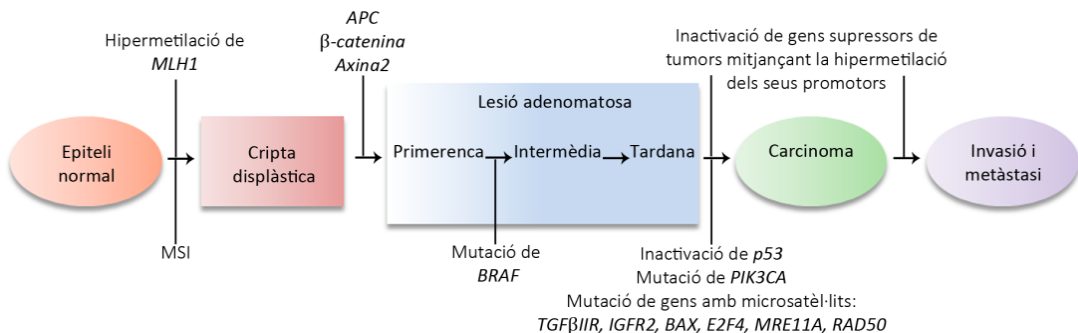 Hipermetilació de
MLH1
APC
β-catenina
Axina2
Inactivació de gens supressors de
tumors mitjançant la hipermetilació
dels seus promotors
Epiteli
normal
Cripta
displàstica
Lesió adenomatosa
Primerenca
Intermèdia
Tardana
Carcinoma
Invasió i
metàstasi
MSI
Mutació de
BRAF
Inactivació de p53
Mutació de PIK3CA
Mutació de gens amb microsatèl·lits:
TGFβIIR, IGFR2, BAX, E2F4, MRE11A, RAD50